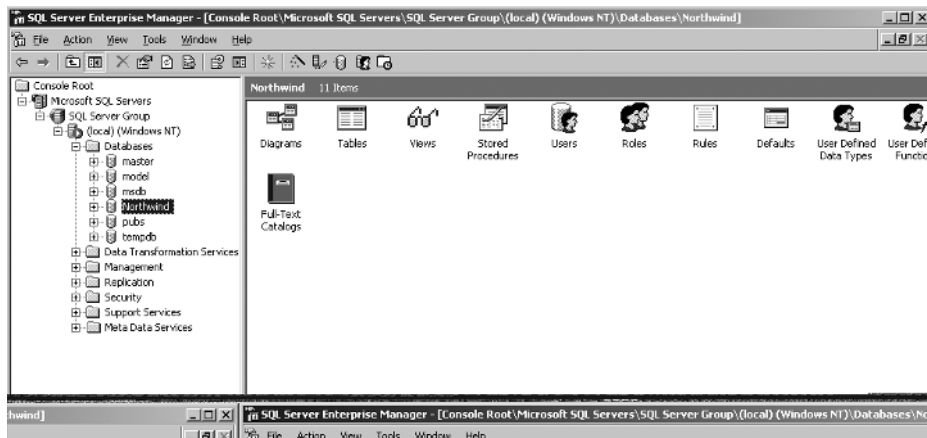 SQL Server Enterprise Manager - [Console Root\Microsoft SQL Servers\SQL Server Group\(local) (Windows NT)\Databases\Northwind]
File Action View Tools Window Help
Console Root
Microsoft SQL Servers
SQL Server Group
(local) (Windows NT)
Databases
master
model
msdb
Northwind
pubs
tempdb
Data Transformation Services
Management
Replication
Security
Support Services
Meta Data Services
Northwind 11 Items
Diagrams
Tables
Views
Stored
Procedures
Users
Roles
Rules
Defaults
User Defined
Data Types
User Def
Functio
Full-Text
Catalogs
hwind]
SQL Server Enterprise Manager - [Console Root\Microsoft SQL Servers\SQL Server Group\(local) (Windows NT)\Databases\No
File Action View Tools Window Help